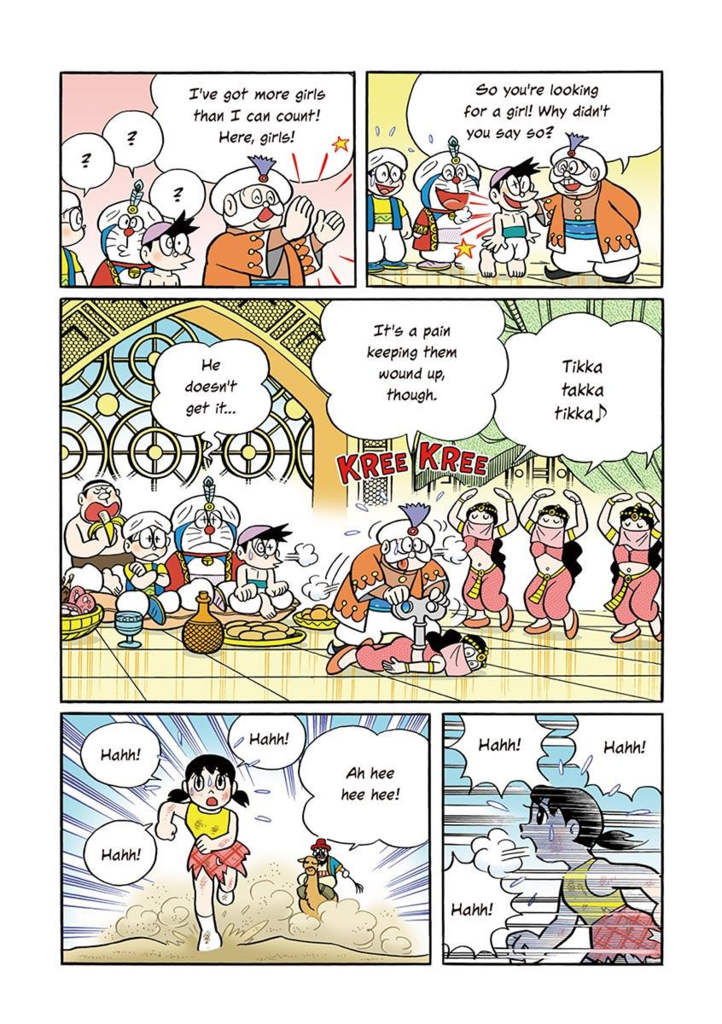 So you're looking
for a girl! Why didn't
you say so?
I've got more girls
than I can count!
Here, girls!
?
?
?
Tikka
takka
tikka♪
It's a pain
keeping them
wound up,
though.
KREE KREE
He
doesn't
get it...
Hahh!
Hahh!
Hahh!
Ah hee
hee hee!
Hahh!
Hahh!
Hahh!